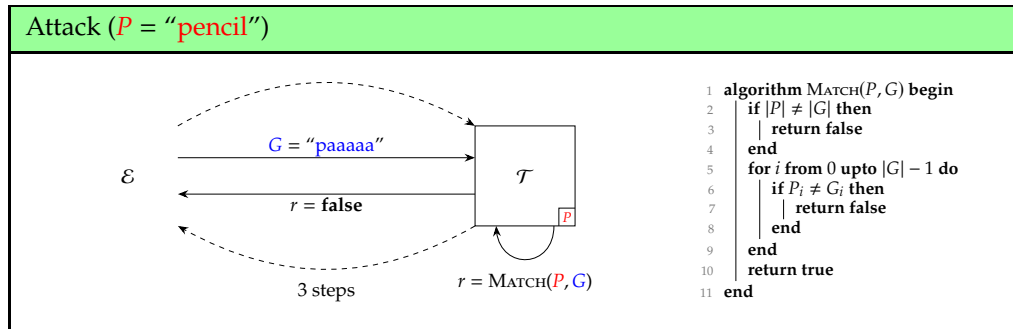 Attack (P = “pencil”)
ℰ
G = “paaaaa”
r = false
𝒯
P
3 steps
r = Match(P, G)
1 algorithm Match(P, G) begin
2 if |P| ≠ |G| then
3 return false
4 end
5 for i from 0 upto |G| − 1 do
6 if P_i ≠ G_i then
7 return false
8 end
9 end
10 return true
11 end